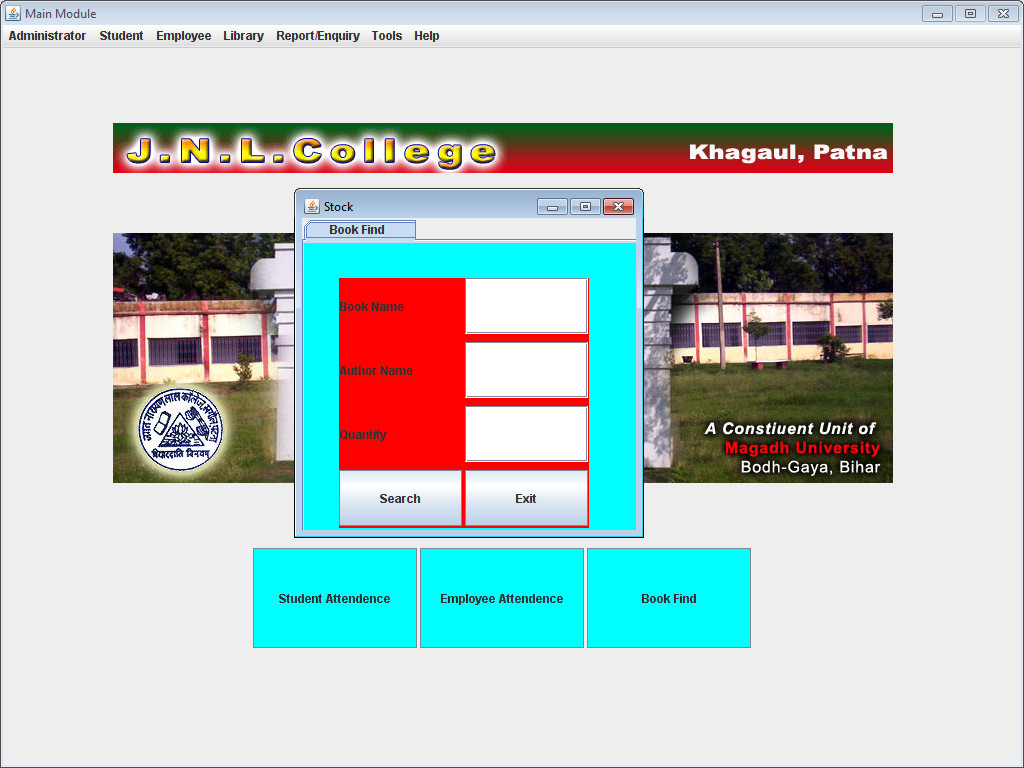 Main Module
Administrator Student Employee Library Report/Enquiry Tools Help
J.N.L.College
Khagaul, Patna
Stock
Book Find
Book Name
Author Name
Quantity
Search Exit
A Constiuent Unit of
Magadh University
Bodh-Gaya, Bihar
Student Attendence Employee Attendence Book Find